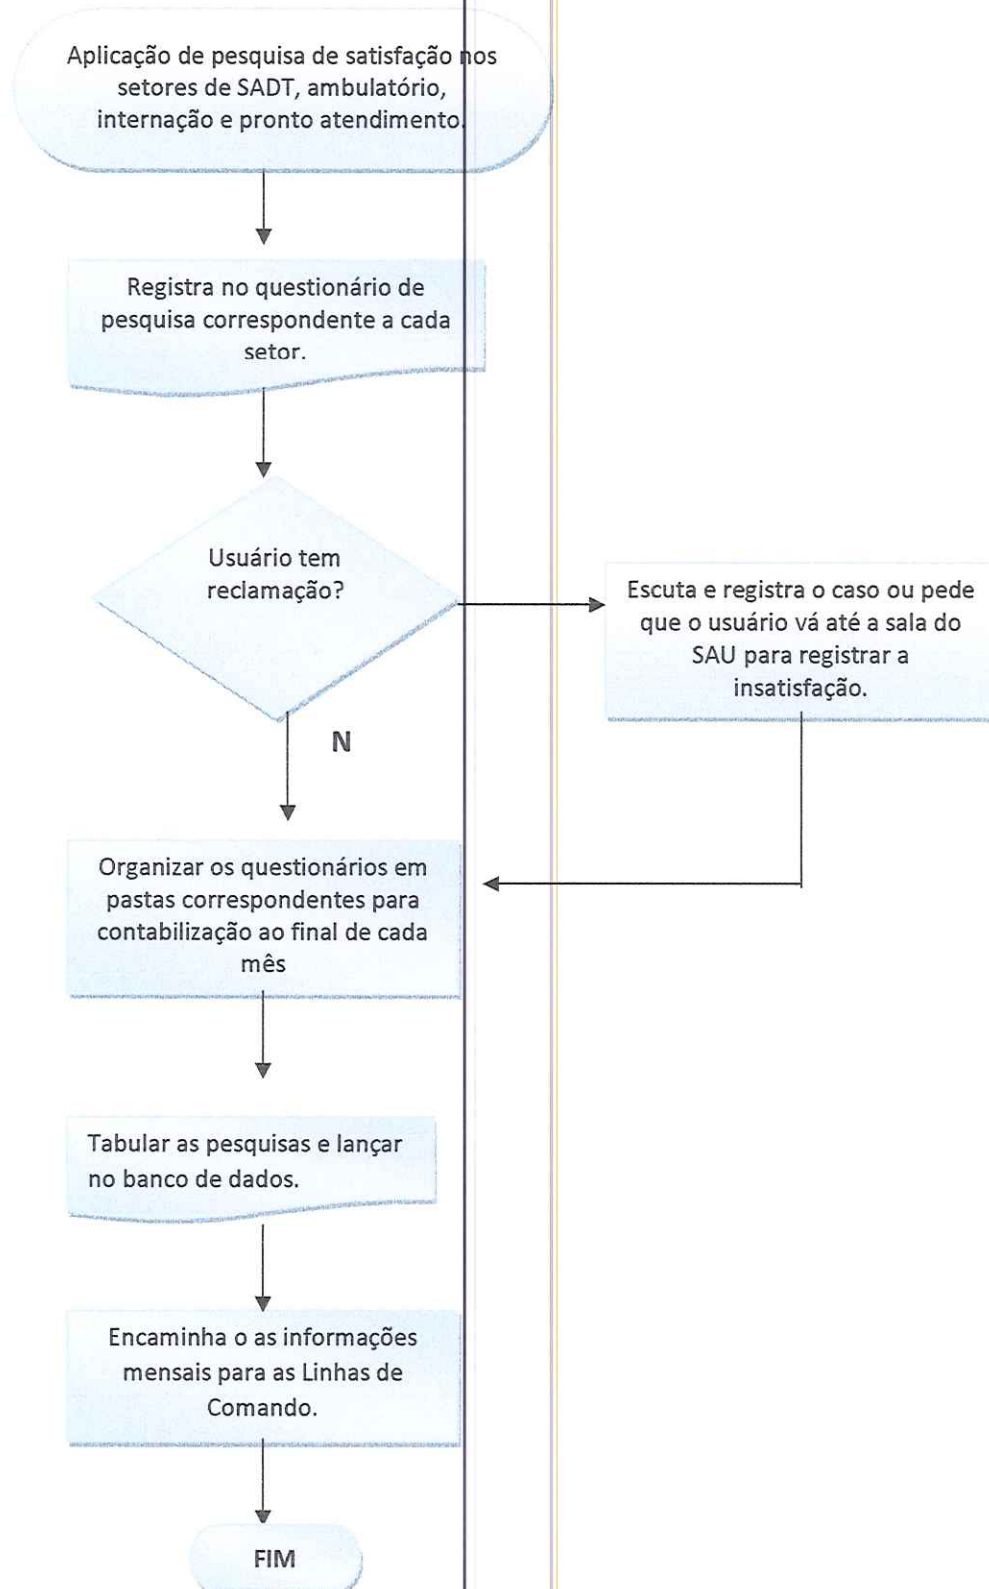 Aplicação de pesquisa de satisfação nos
setores de SADT, ambulatório,
internação e pronto atendimento.
Registra no questionário de
pesquisa correspondente a cada
setor.
Usuário tem
reclamação?
Escuta e registra o caso ou pede
que o usuário vá até a sala do
SAU para registrar a
insatisfação.
N
Organizar os questionários em
pastas correspondentes para
contabilização ao final de cada
mês
Tabular as pesquisas e lançar
no banco de dados.
Encaminha o as informações
mensais para as Linhas de
Comando.
FIM